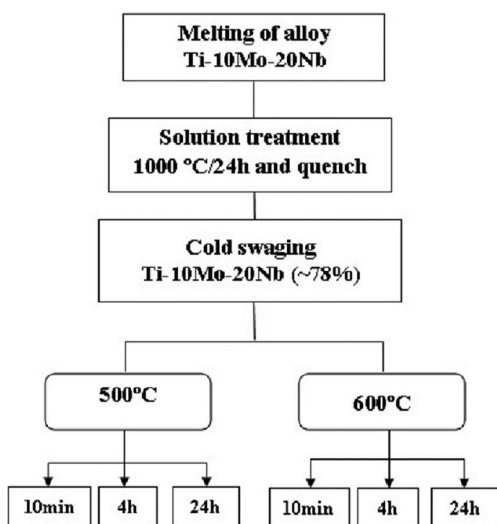 Melting of alloy
Ti-10Mo-20Nb
Solution treatment
1000 ºC/24h and quench
Cold swaging
Ti-10Mo-20Nb (~78%)
500ºC
600ºC
10min
4h
24h
10min
4h
24h